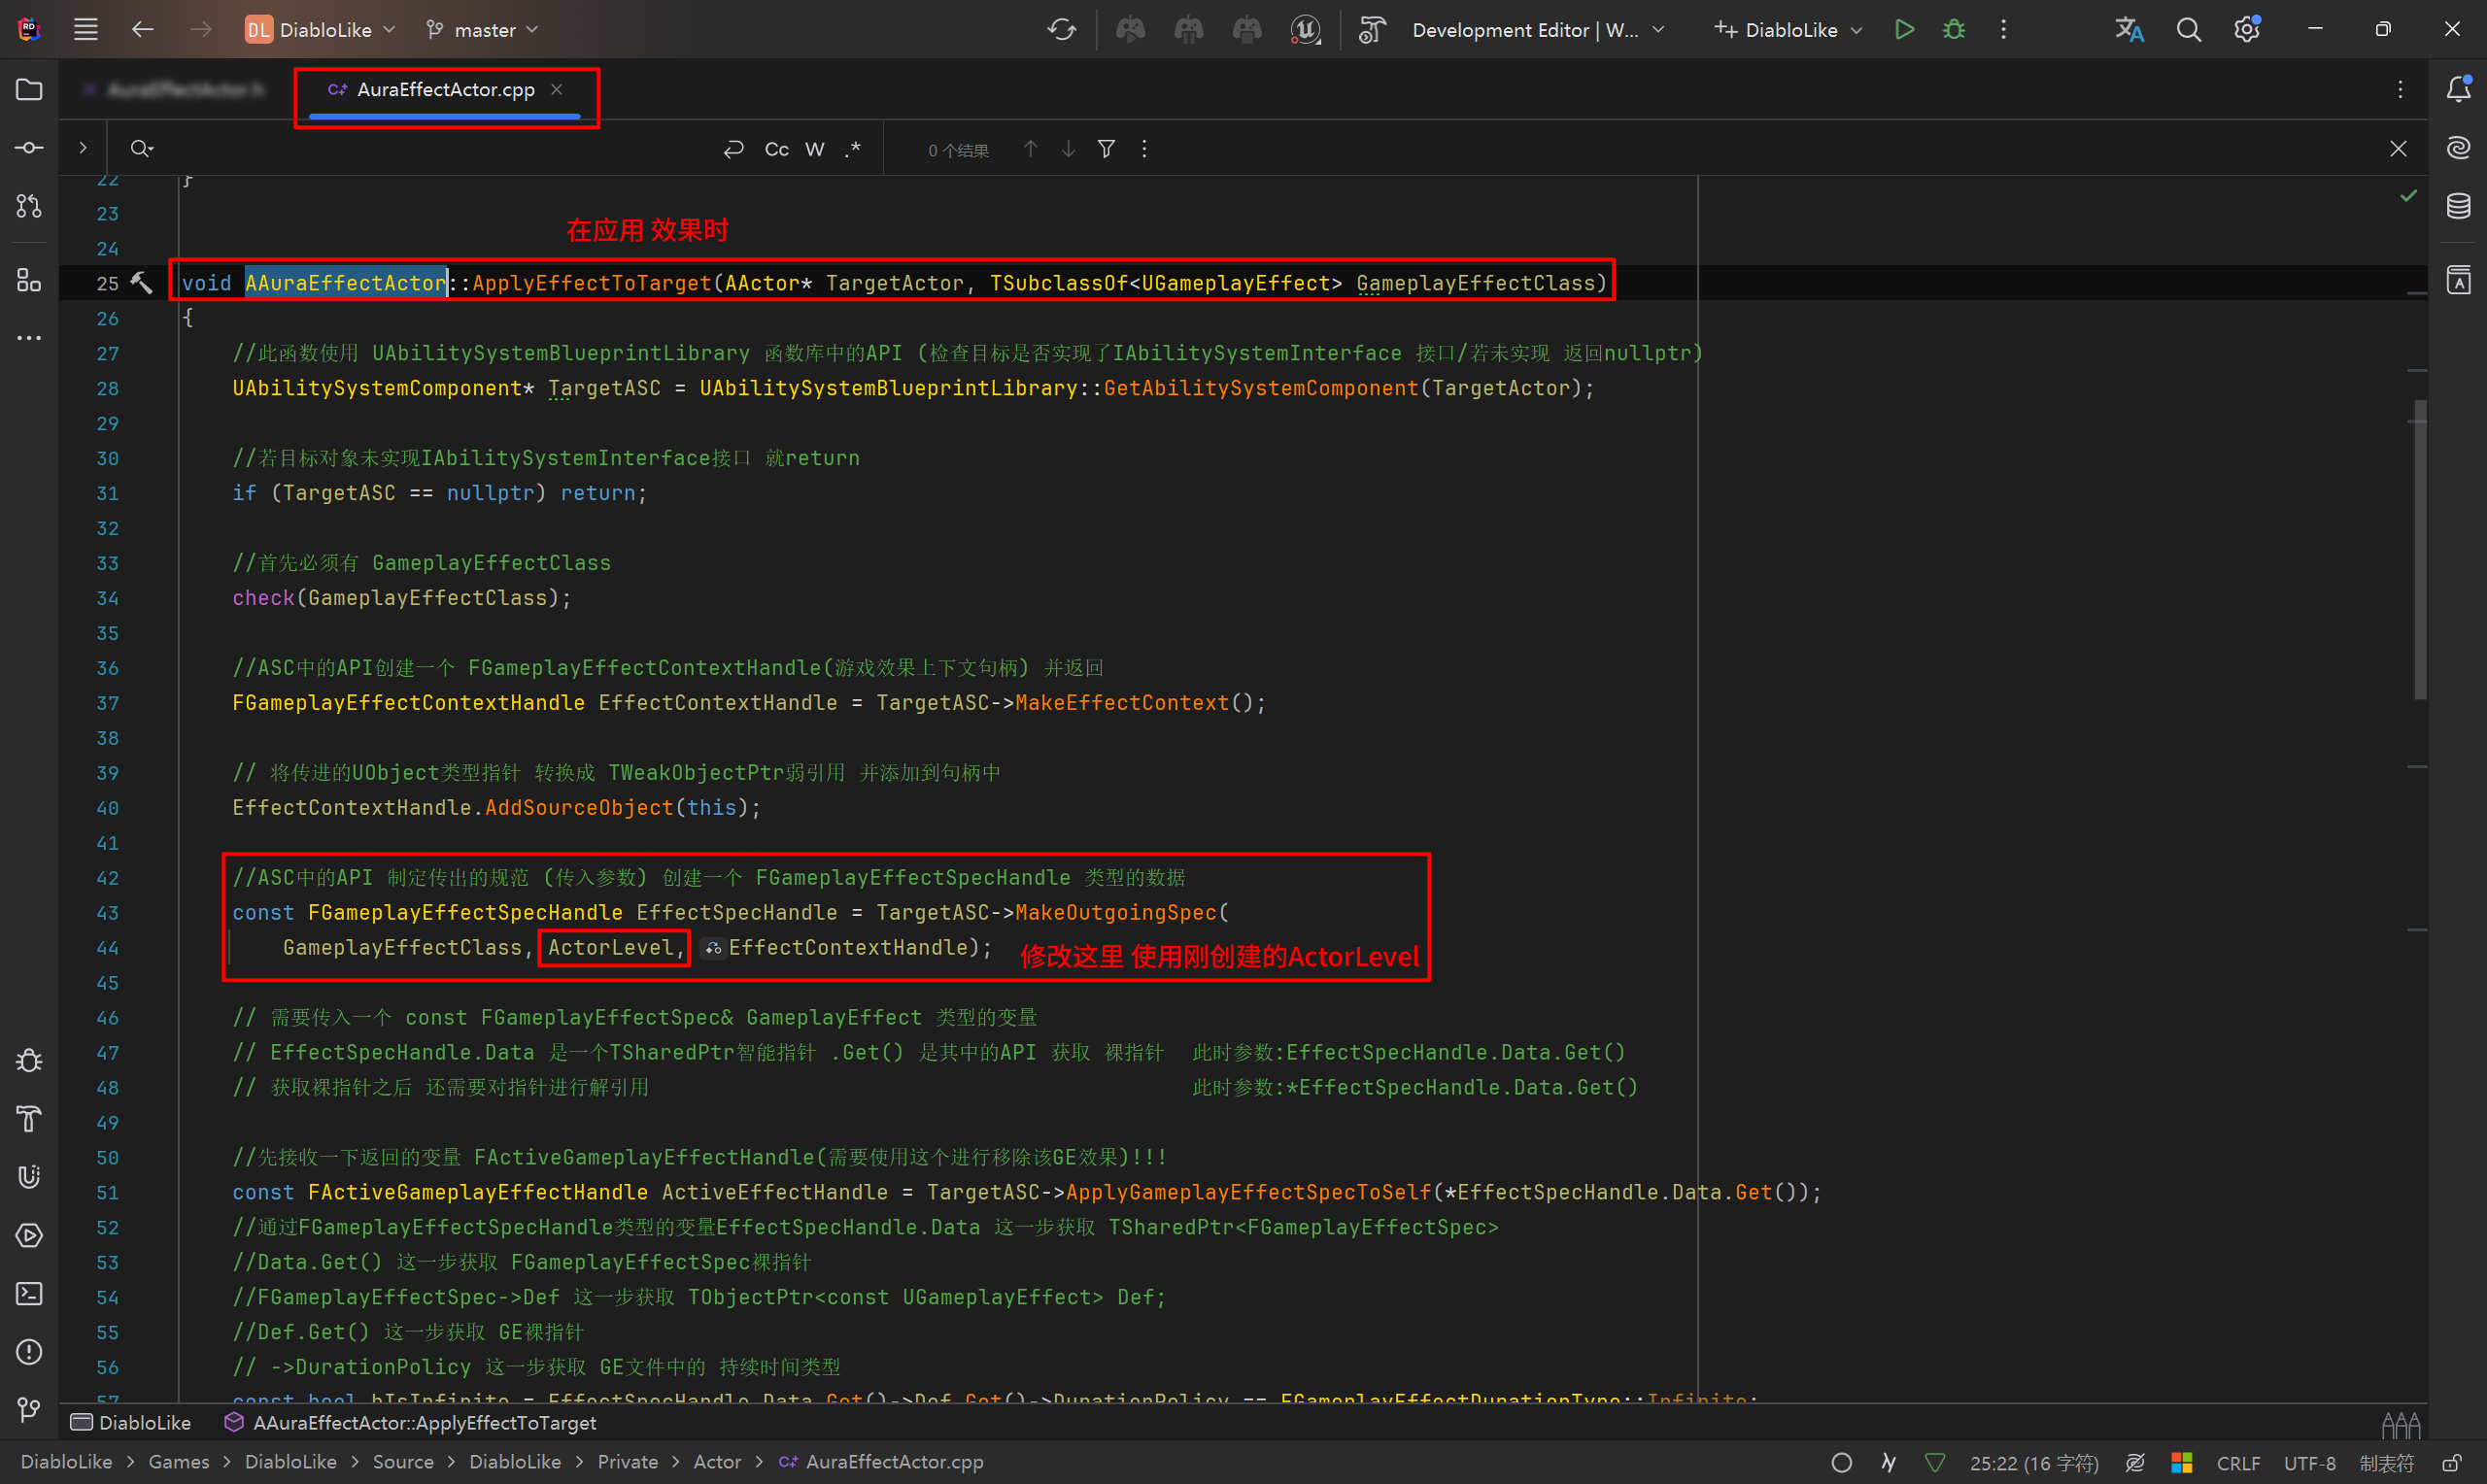 DL DiabloLike master Development Editor | W... DiabloLike
AuraEffectActor.h AuraEffectActor.cpp
Cc W .* 0 个结果
22 }
23
在应用 效果时
24
25 void AAuraEffectActor::ApplyEffectToTarget(AActor* TargetActor, TSubclassOf<UGameplayEffect> GameplayEffectClass)
26 {
27 //此函数使用 UAbilitySystemBlueprintLibrary 函数库中的API (检查目标是否实现了IAbilitySystemInterface 接口/若未实现 返回nullptr)
28 UAbilitySystemComponent* TargetASC = UAbilitySystemBlueprintLibrary::GetAbilitySystemComponent(TargetActor);
29
30 //若目标对象未实现IAbilitySystemInterface接口 就return
31 if (TargetASC == nullptr) return;
32
33 //首先必须有 GameplayEffectClass
34 check(GameplayEffectClass);
35
36 //ASC中的API创建一个 FGameplayEffectContextHandle(游戏效果上下文句柄) 并返回
37 FGameplayEffectContextHandle EffectContextHandle = TargetASC->MakeEffectContext();
38
39 // 将传进的UObject类型指针 转换成 TWeakObjectPtr弱引用 并添加到句柄中
40 EffectContextHandle.AddSourceObject(this);
41
42 //ASC中的API 制定传出的规范 (传入参数) 创建一个 FGameplayEffectSpecHandle 类型的数据
43 const FGameplayEffectSpecHandle EffectSpecHandle = TargetASC->MakeOutgoingSpec(
44 GameplayEffectClass, ActorLevel, EffectContextHandle); 修改这里 使用刚创建的ActorLevel
45
46 // 需要传入一个 const FGameplayEffectSpec& GameplayEffect 类型的变量
47 // EffectSpecHandle.Data 是一个TSharedPtr智能指针 .Get() 是其中的API 获取 裸指针 此时参数:EffectSpecHandle.Data.Get()
48 // 获取裸指针之后 还需要对指针进行解引用 此时参数:*EffectSpecHandle.Data.Get()
49
50 //先接收一下返回的变量 FActiveGameplayEffectHandle(需要使用这个进行移除该GE效果)!!!
51 const FActiveGameplayEffectHandle ActiveEffectHandle = TargetASC->ApplyGameplayEffectSpecToSelf(*EffectSpecHandle.Data.Get());
52 //通过FGameplayEffectSpecHandle类型的变量EffectSpecHandle.Data 这一步获取 TSharedPtr<FGameplayEffectSpec>
53 //Data.Get() 这一步获取 FGameplayEffectSpec裸指针
54 //FGameplayEffectSpec->Def 这一步获取 TObjectPtr<const UGameplayEffect> Def;
55 //Def.Get() 这一步获取 GE裸指针
56 // ->DurationPolicy 这一步获取 GE文件中的 持续时间类型
57 const bool bIsInfinite = EffectSpecHandle.Data.Get()->Def.Get()->DurationPolicy == EGameplayEffectDurationType::Infinite;
DiabloLike AAuraEffectActor::ApplyEffectToTarget
DiabloLike > Games > DiabloLike > Source > DiabloLike > Private > Actor > AuraEffectActor.cpp 25:22 (16 字符) CRLF UTF-8 制表符